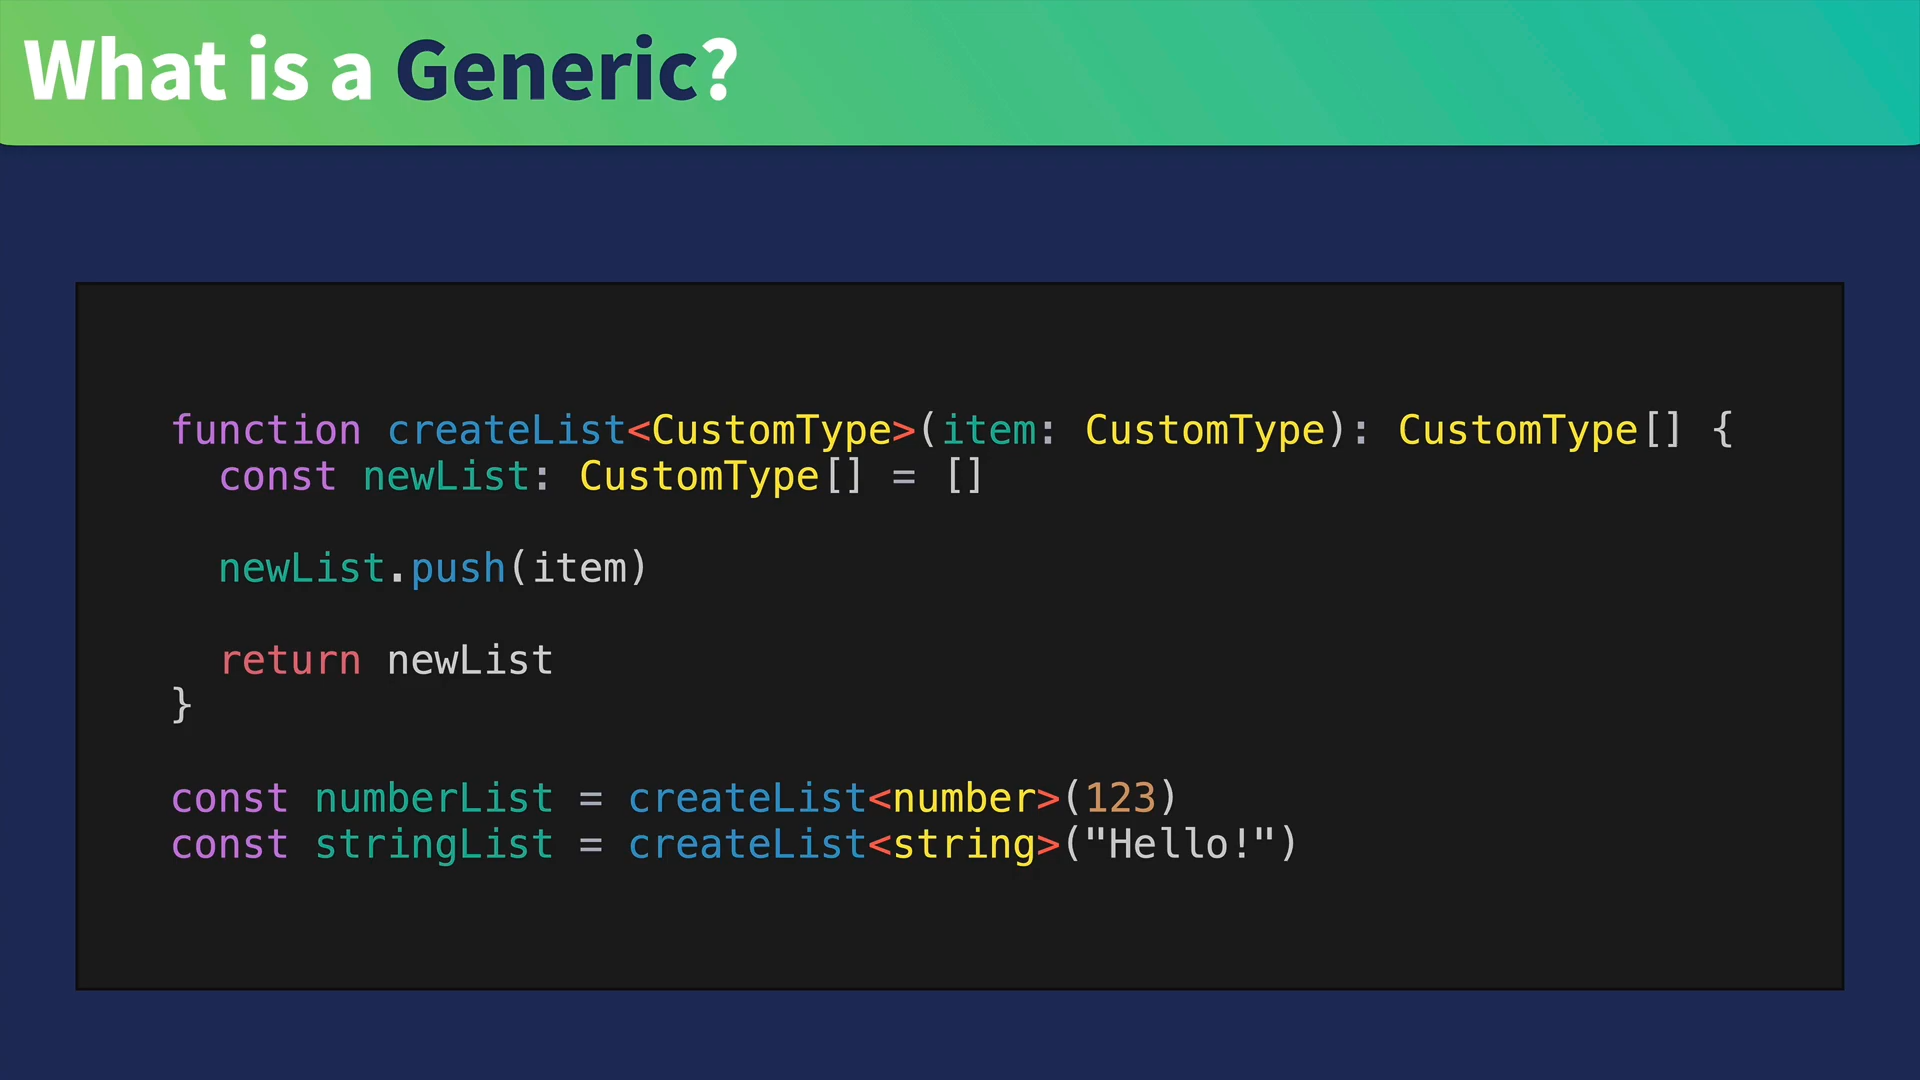 What is a Generic?
function createList<CustomType>(item: CustomType): CustomType[] {
  const newList: CustomType[] = []
  newList.push(item)
  return newList
}
const numberList = createList<number>(123)
const stringList = createList<string>("Hello!")